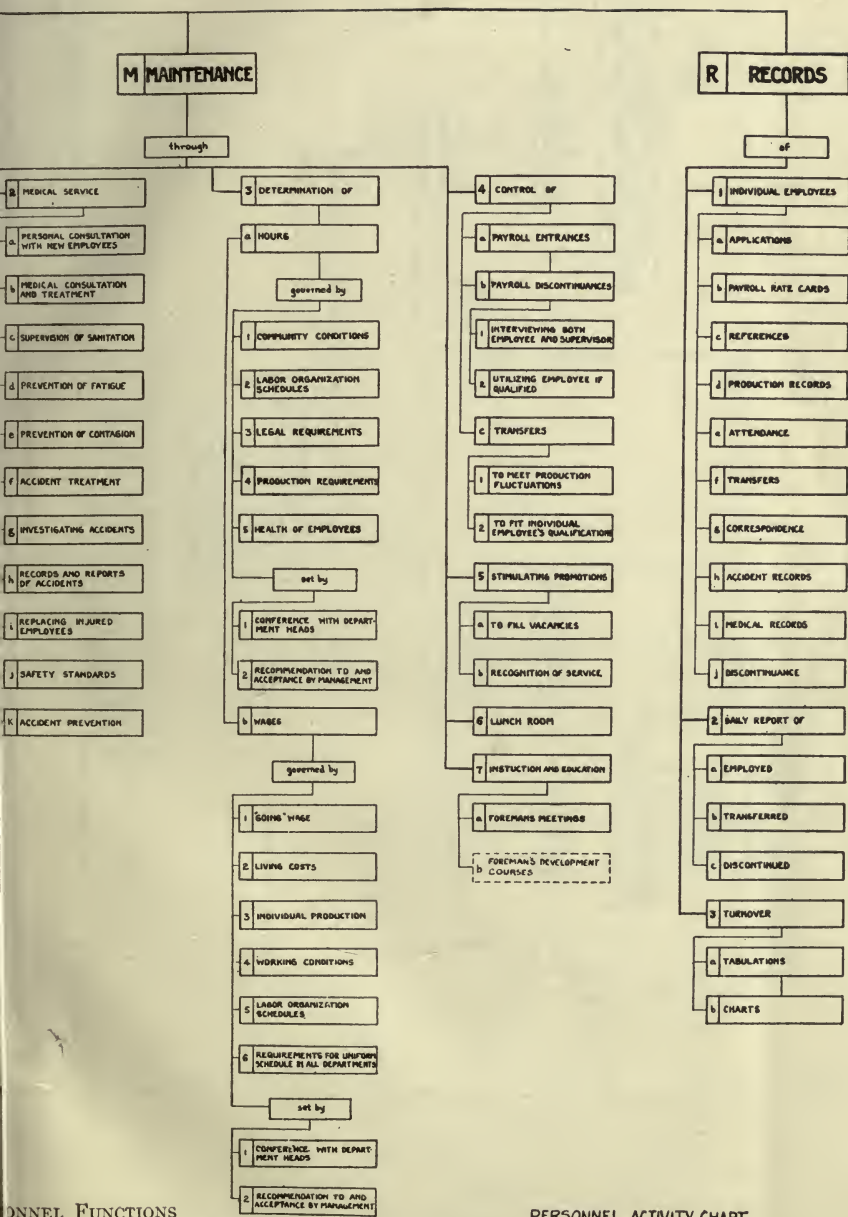 M MAINTENANCE
through
2 MEDICAL SERVICE
a PERSONAL CONSULTATION
WITH NEW EMPLOYEES
b MEDICAL CONSULTATION
AND TREATMENT
c SUPERVISION OF SANITATION
d PREVENTION OF FATIGUE
e PREVENTION OF CONTAGION
f ACCIDENT TREATMENT
g INVESTIGATING ACCIDENTS
h RECORDS AND REPORTS
OF ACCIDENTS
i REPLACING INJURED
EMPLOYEES
j SAFETY STANDARDS
K ACCIDENT PREVENTION
3 DETERMINATION OF
a HOURS
governed by
1 COMMUNITY CONDITIONS
2 LABOR ORGANIZATION
SCHEDULES
3 LEGAL REQUIREMENTS
4 PRODUCTION REQUIREMENTS
5 HEALTH OF EMPLOYEES
set by
1 CONFERENCE WITH DEPART-
MENT HEADS
2 RECOMMENDATION TO AND
ACCEPTANCE BY MANAGEMENT
b WAGES
governed by
1 "GOING" WAGE
2 LIVING COSTS
3 INDIVIDUAL PRODUCTION
4 WORKING CONDITIONS
5 LABOR ORGANIZATION
SCHEDULES
6 REQUIREMENTS FOR UNIFORM
SCHEDULE IN ALL DEPARTMENTS
set by
1 CONFERENCE WITH DEPART-
MENT HEADS
2 RECOMMENDATION TO AND
ACCEPTANCE BY MANAGEMENT
4 CONTROL OF
a PAYROLL ENTRANCES
b PAYROLL DISCONTINUANCES
1 INTERVIEWING BOTH
EMPLOYEE AND SUPERVISOR
2 UTILIZING EMPLOYEE IF
QUALIFIED
c TRANSFERS
1 TO MEET PRODUCTION
FLUCTUATIONS
2 TO FIT INDIVIDUAL
EMPLOYEE'S QUALIFICATIONS
5 STIMULATING PROMOTIONS
a TO FILL VACANCIES
b RECOGNITION OF SERVICE
6 LUNCH ROOM
7 INSTUCTION AND EDUCATION
a FOREMANS MEETINGS
b FOREMAN'S DEVELOPMENT
COURSES
R RECORDS
of
1 INDIVIDUAL EMPLOYEES
a APPLICATIONS
b PAYROLL RATE CARDS
c REFERENCES
d PRODUCTION RECORDS
e ATTENDANCE
f TRANSFERS
g CORRESPONDENCE
h ACCIDENT RECORDS
i MEDICAL RECORDS
j DISCONTINUANCE
2 DAILY REPORT OF
a EMPLOYED
b TRANSFERRED
c DISCONTINUED
3 TURNOVER
a TABULATIONS
b CHARTS
ONNEL FUNCTIONS
PERSONNEL ACTIVITY CHART